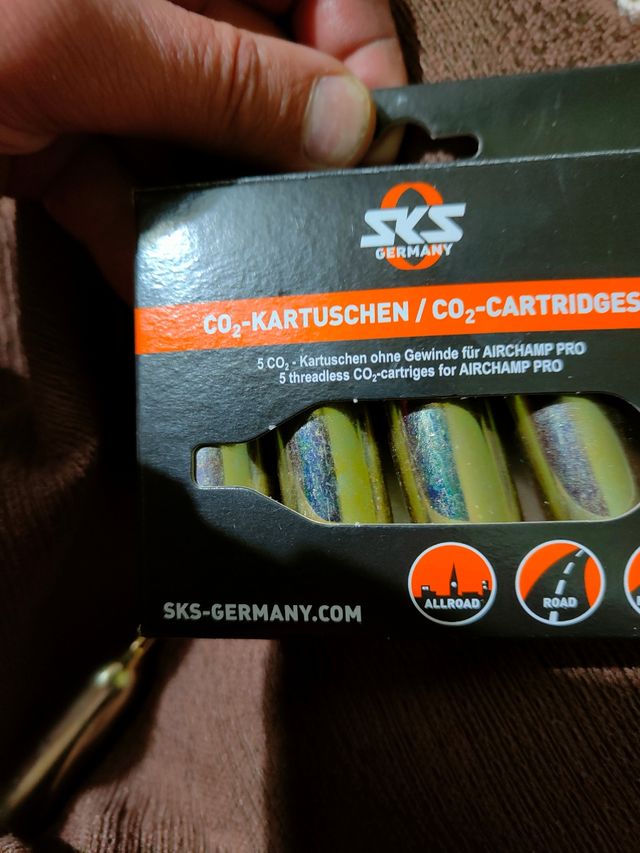 SKS
GERMANY
CO₂-KARTUSCHEN / CO₂-CARTRIDGES
5 CO₂ - Kartuschen ohne Gewinde für AIRCHAMP PRO
5 threadless CO₂-cartriges for AIRCHAMP PRO
ALLROAD
ROAD
SKS-GERMANY.COM